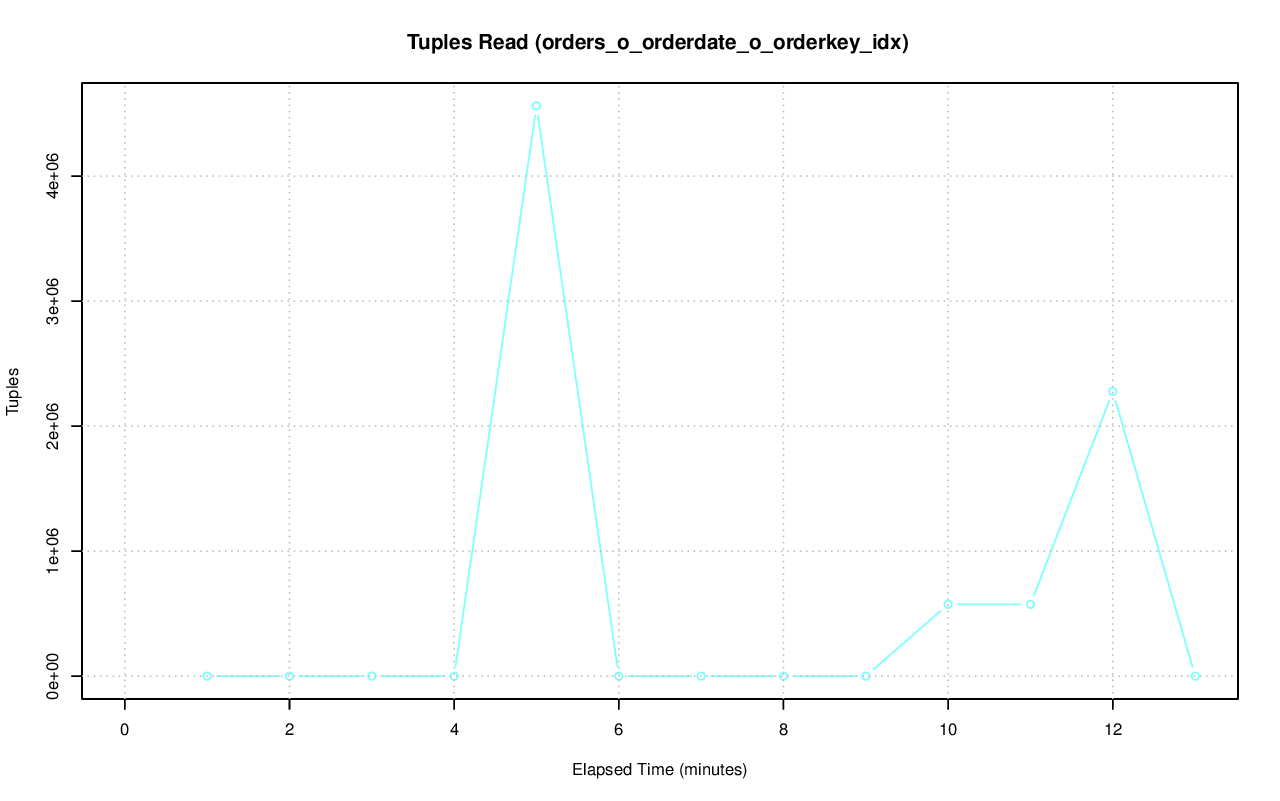 Tuples Read (orders_o_orderdate_o_orderkey_idx)
Tuples
4e+06
3e+06
2e+06
1e+06
0e+00
0 2 4 6 8 10 12
Elapsed Time (minutes)